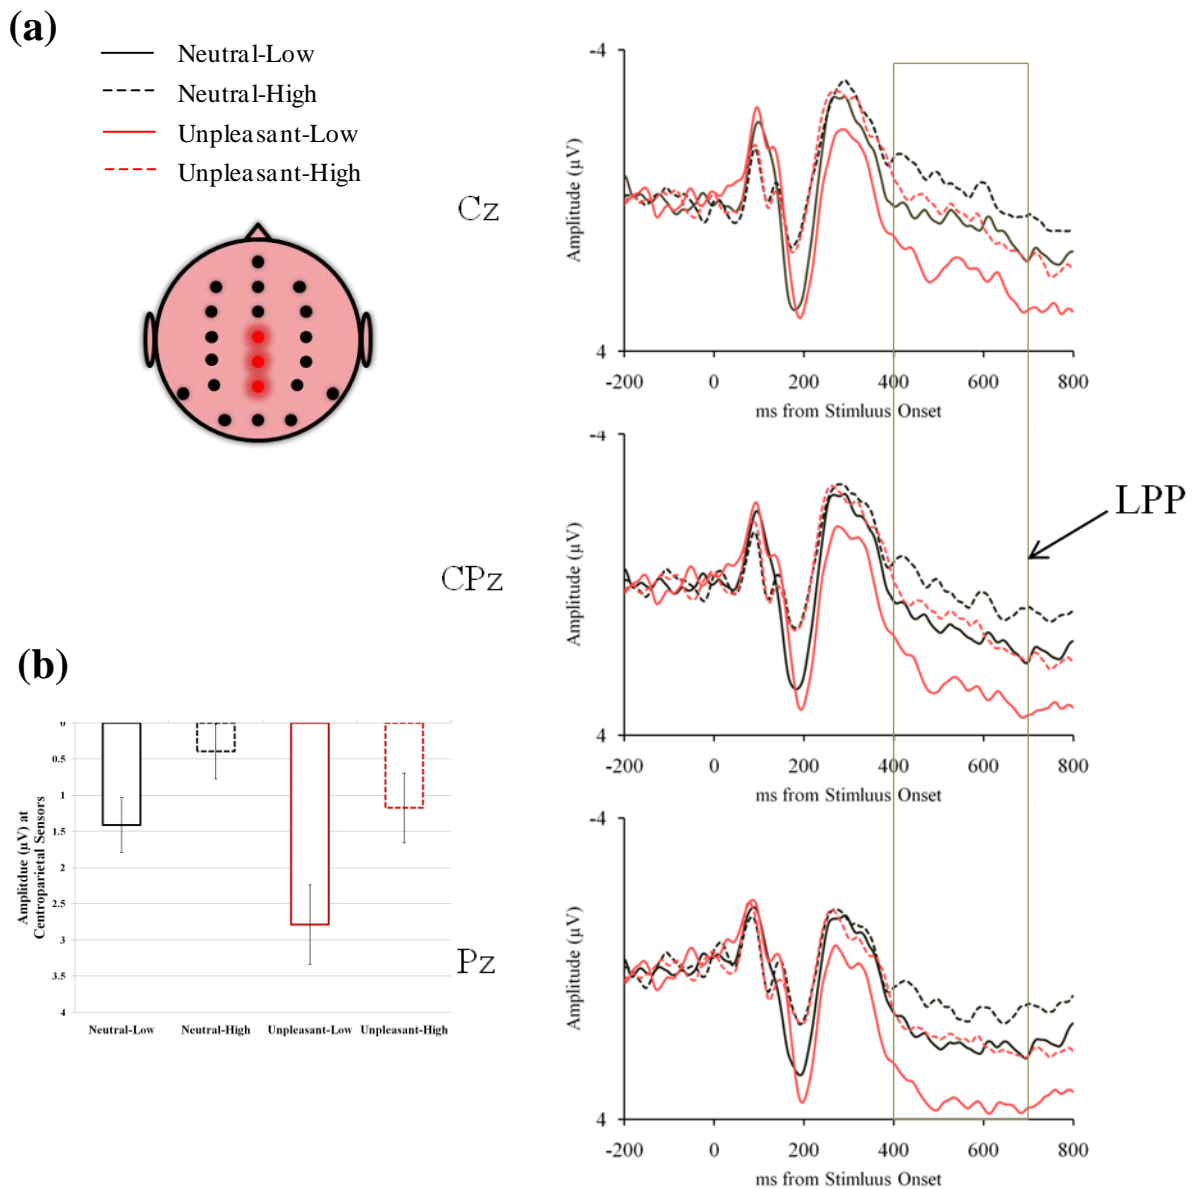 (a)
Neutral-Low
Neutral-High
Unpleasant-Low
Unpleasant-High
Cz
-4
Amplitude (µV)
4
-200 0 200 400 600 800
ms from Stimluus Onset
CPz
-4
Amplitude (µV)
4
-200 0 200 400 600 800
ms from Stimluus Onset
LPP
(b)
0
0.5
1
1.5
2
2.5
3
3.5
4
Amplitdue (µV) at
Centroparietal Sensors
Neutral-Low Neutral-High Unpleasant-Low Unpleasant-High
Pz
-4
Amplitude (µV)
4
-200 0 200 400 600 800
ms from Stimluus Onset